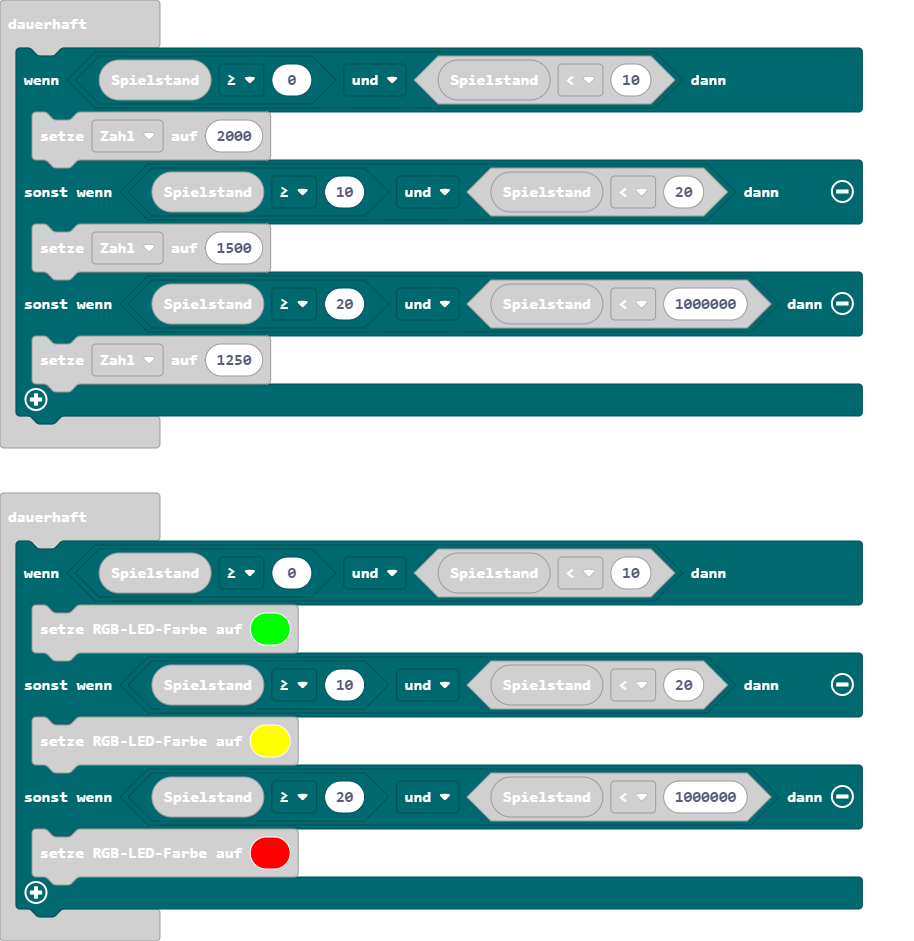 dauerhaft
wenn Spielstand ≥ 0 und Spielstand < 10 dann
setze Zahl auf 2000
sonst wenn Spielstand ≥ 10 und Spielstand < 20 dann
setze Zahl auf 1500
sonst wenn Spielstand ≥ 20 und Spielstand < 1000000 dann
setze Zahl auf 1250
dauerhaft
wenn Spielstand ≥ 0 und Spielstand < 10 dann
setze RGB-LED-Farbe auf
sonst wenn Spielstand ≥ 10 und Spielstand < 20 dann
setze RGB-LED-Farbe auf
sonst wenn Spielstand ≥ 20 und Spielstand < 1000000 dann
setze RGB-LED-Farbe auf